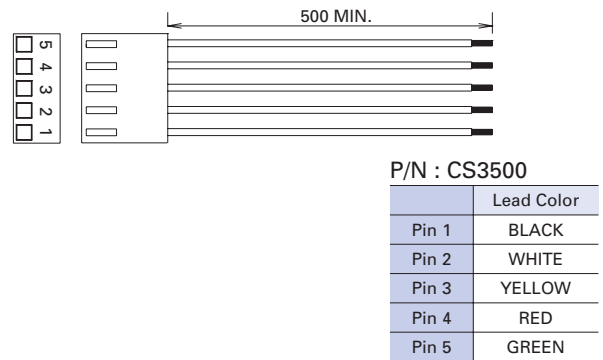 500 MIN.
5
4
3
2
1
P/N : CS3500
Lead Color
Pin 1 BLACK
Pin 2 WHITE
Pin 3 YELLOW
Pin 4 RED
Pin 5 GREEN